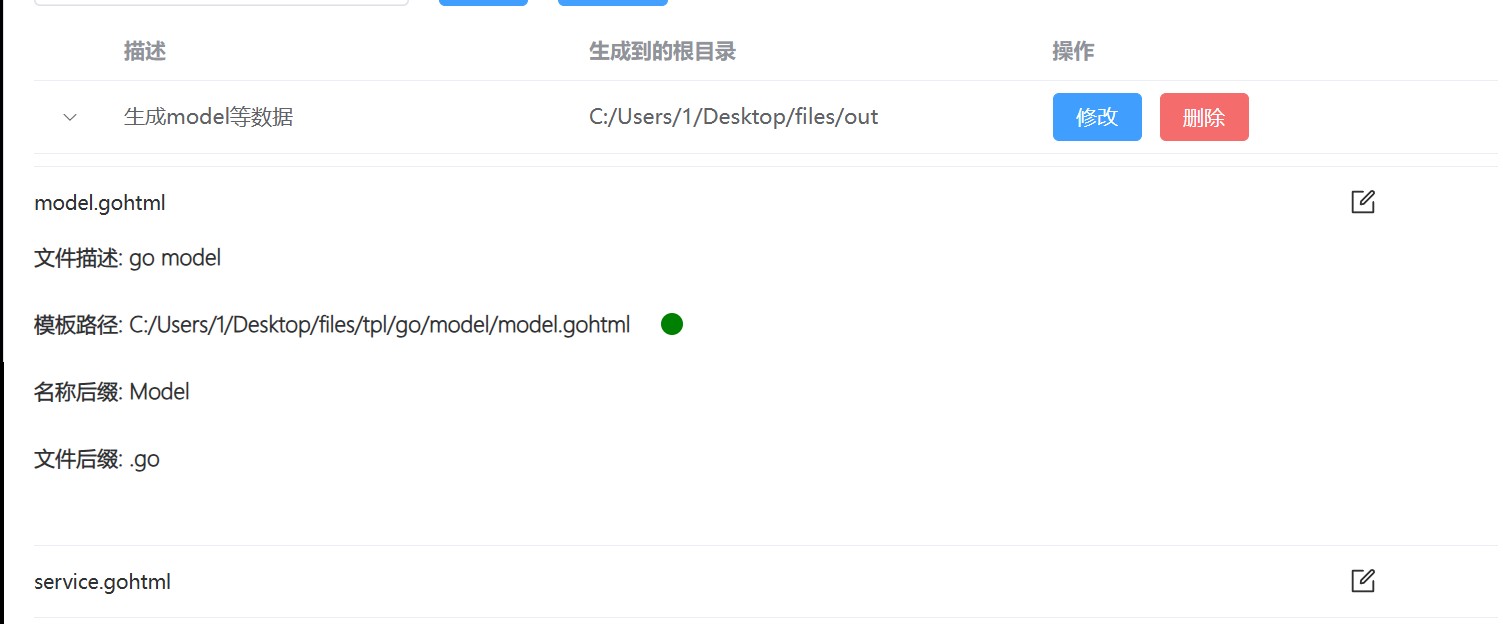 描述 生成到的根目录 操作
生成model等数据 C:/Users/1/Desktop/files/out 修改 删除
model.gohtml
文件描述: go model
模板路径: C:/Users/1/Desktop/files/tpl/go/model/model.gohtml
名称后缀: Model
文件后缀: .go
service.gohtml